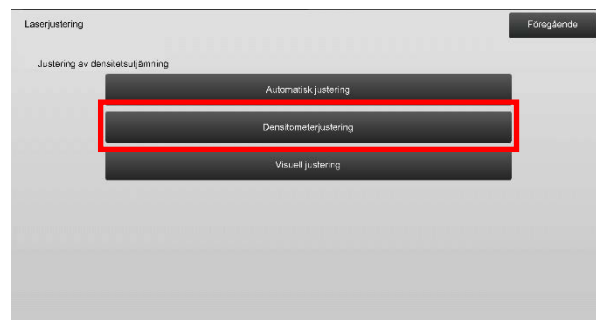 Laserjustering
Föregående
Justering av densitetsutjämning
Automatisk justering
Densitometerjustering
Visuell justering